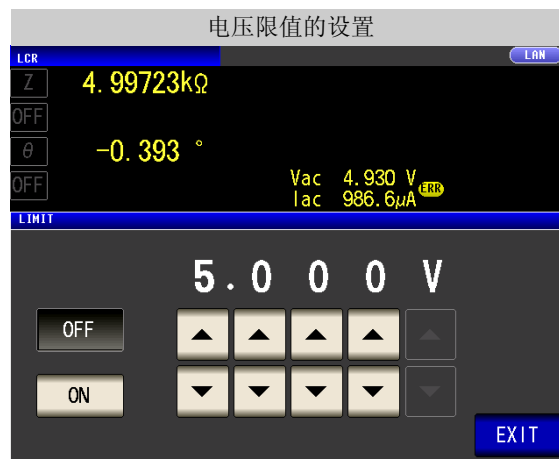 电压限值的设置
LCR LAN
Z 4.99723kΩ
OFF
θ -0.393 °
OFF
Vac 4.930 V ERR
Iac 986.6μA
LIMIT
5.000 V
OFF
ON
EXIT